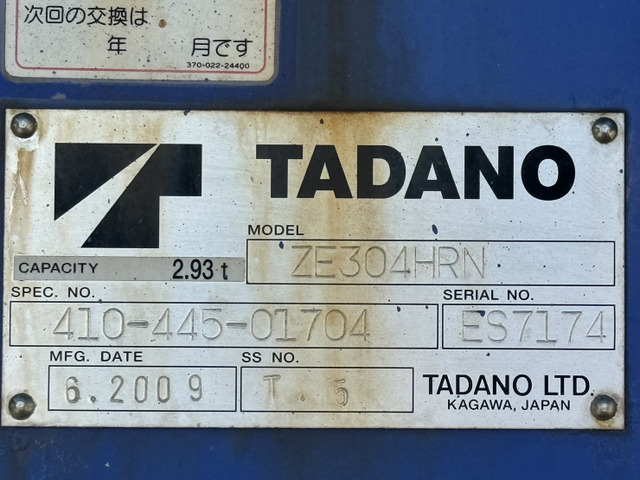 次回の交換は
年 月です
370-022-24400
TADANO
MODEL
CAPACITY 2.93 t ZE304HRN
SPEC. NO. SERIAL NO.
410-445-01704 ES7174
MFG. DATE SS NO.
6.2009 T.5 TADANO LTD.
KAGAWA, JAPAN